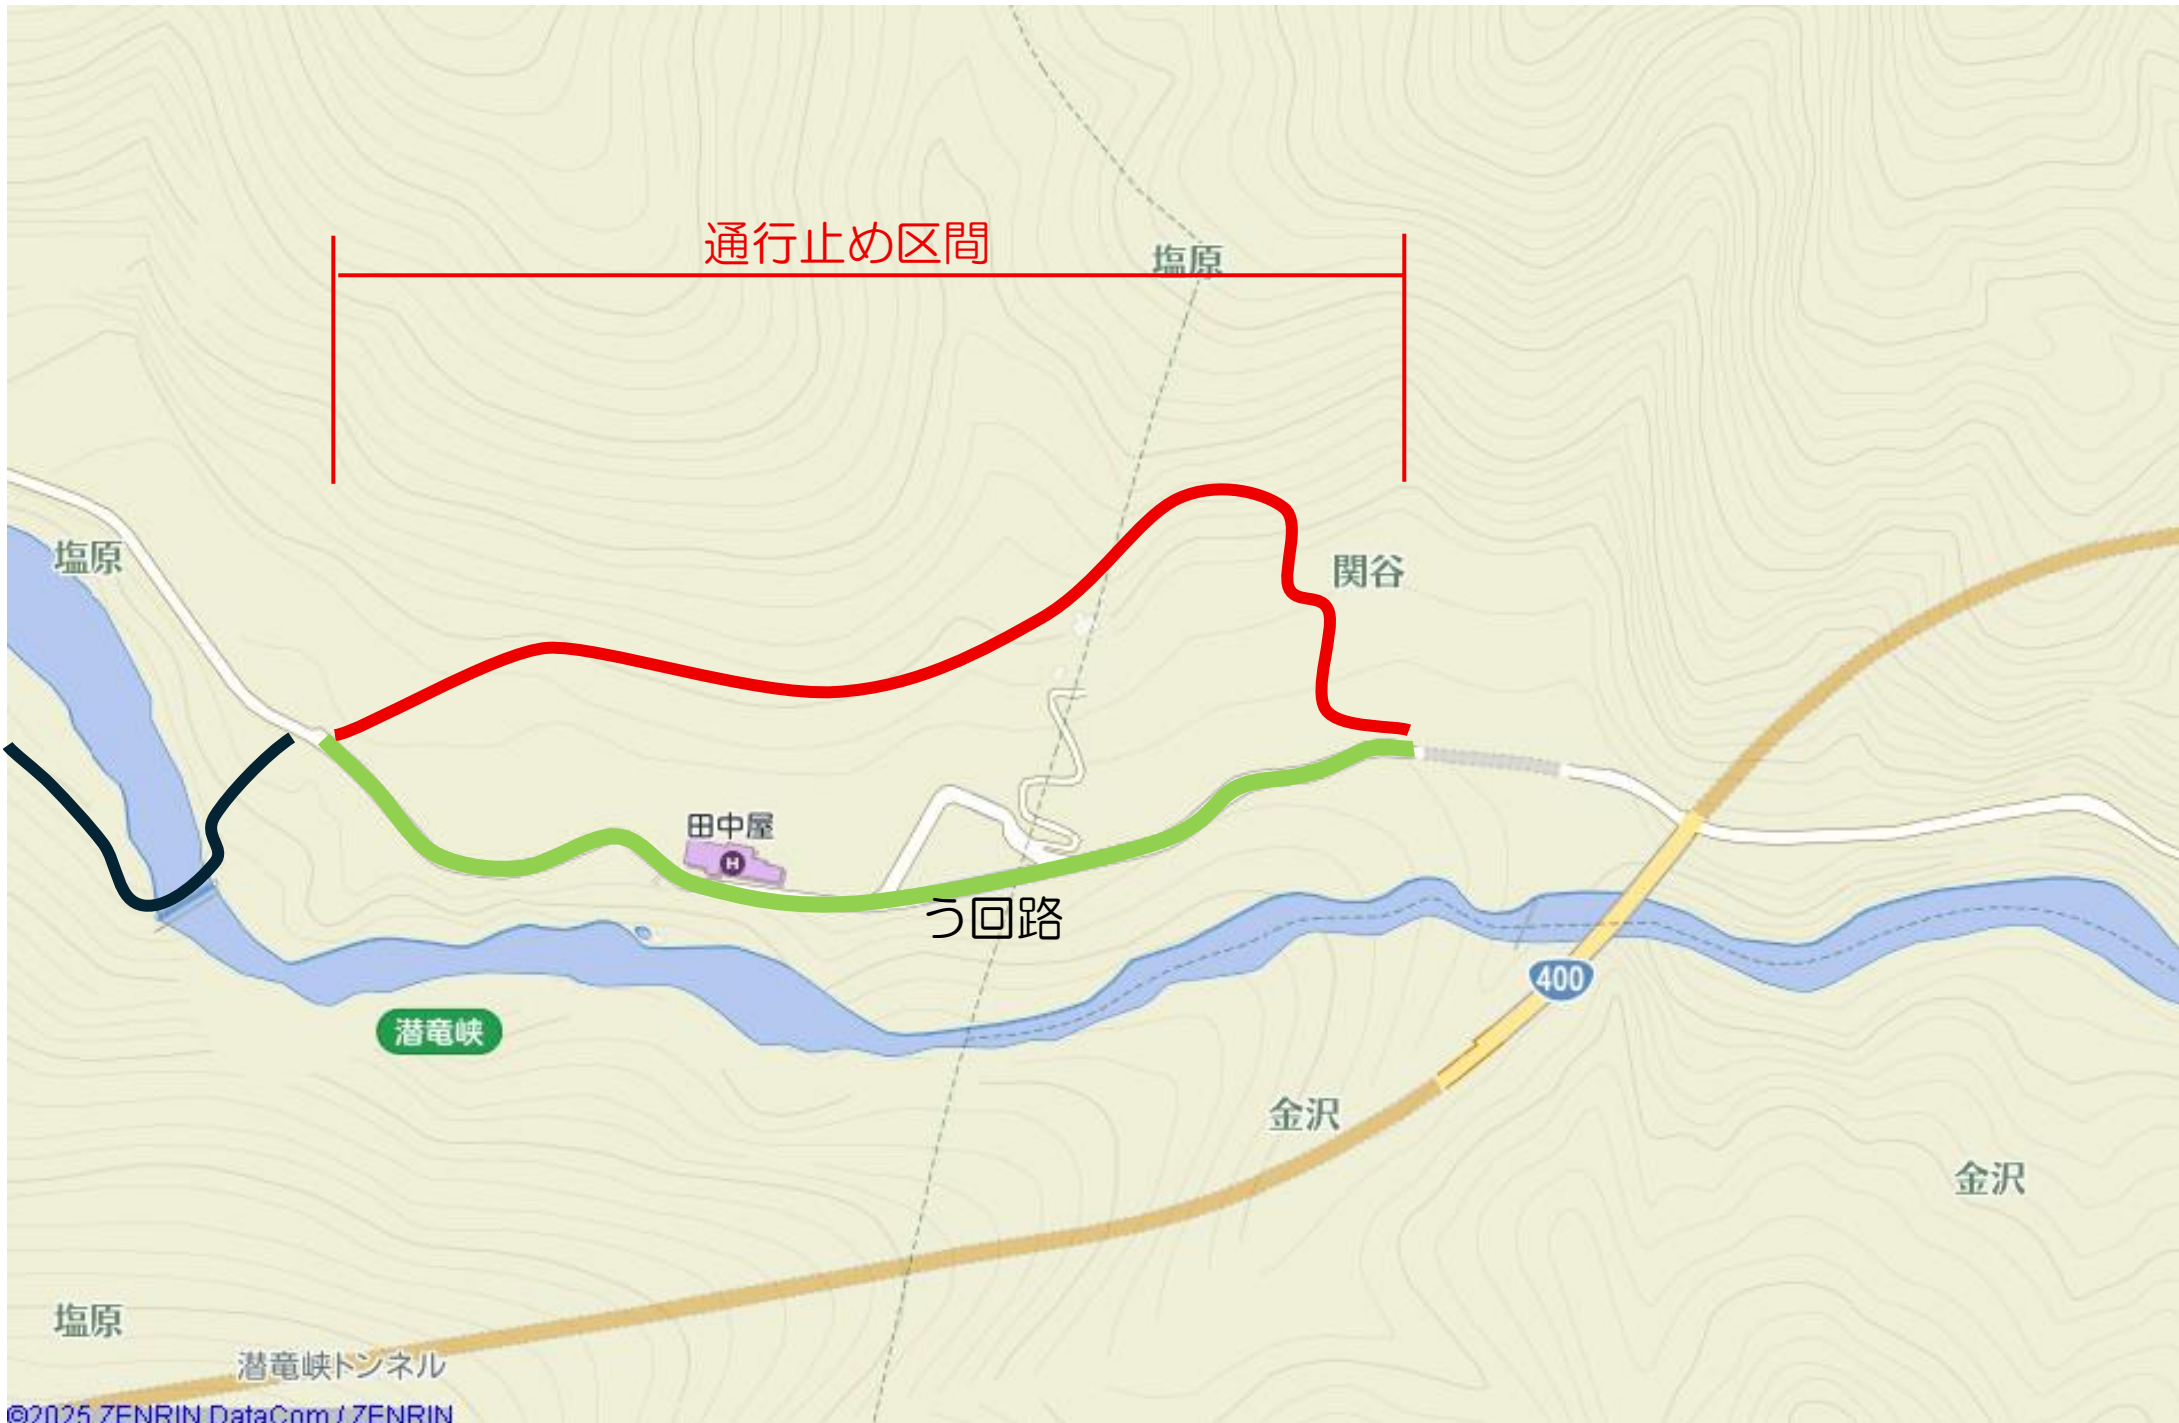 通行止め区間
塩原
塩原
関谷
田中屋
H
う回路
400
潜竜峡
金沢
金沢
塩原
潜竜峡トンネル
©2025 ZENRIN DataCom / ZENRIN